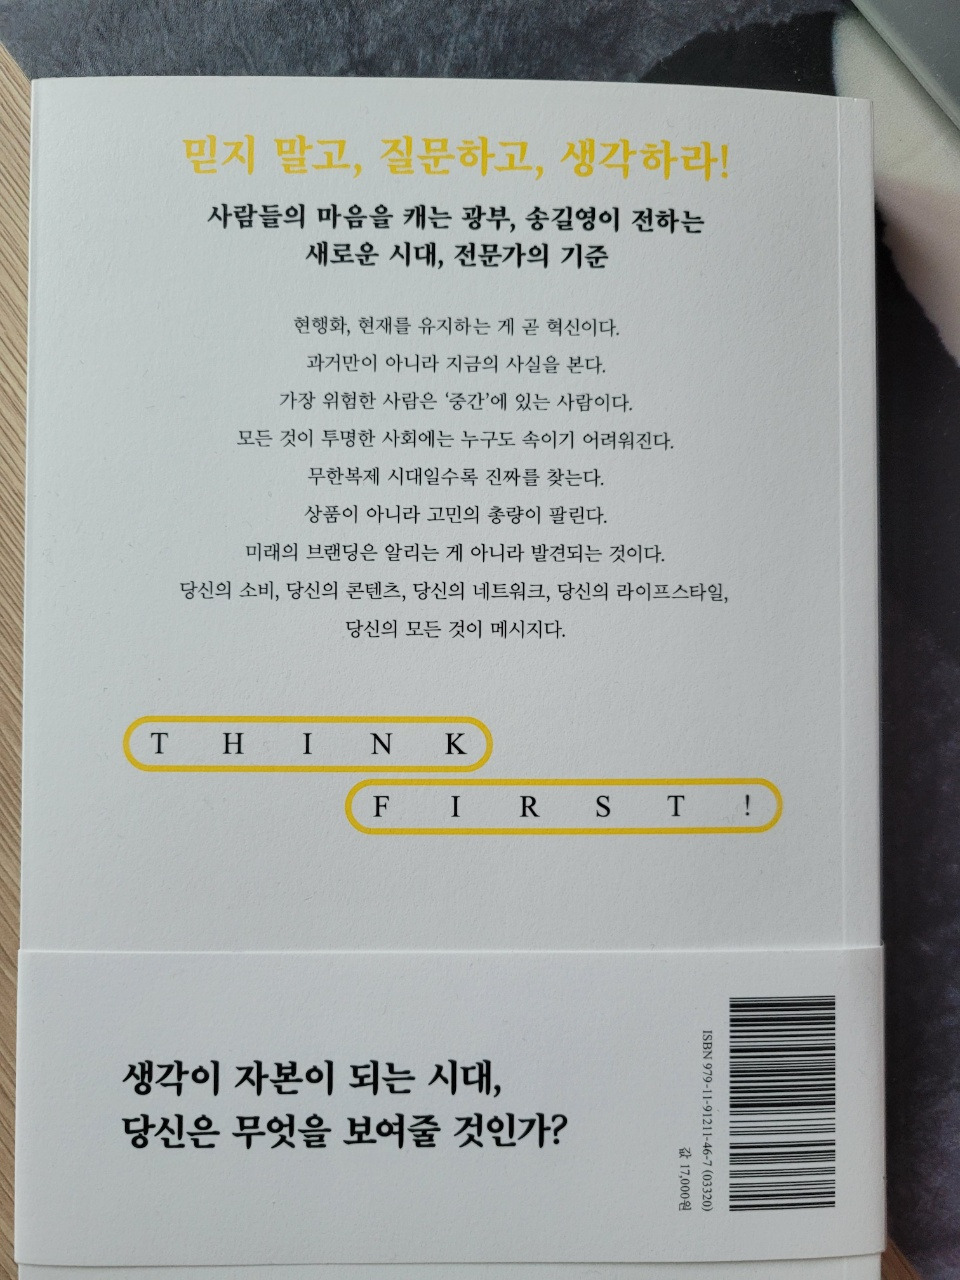 믿지 말고, 질문하고, 생각하라!
사람들의 마음을 캐는 광부, 송길영이 전하는
새로운 시대, 전문가의 기준
현행화, 현재를 유지하는 게 곧 혁신이다.
과거만이 아니라 지금의 사실을 본다.
가장 위험한 사람은 ‘중간’에 있는 사람이다.
모든 것이 투명한 사회에는 누구도 속이기 어려워진다.
무한복제 시대일수록 진짜를 찾는다.
상품이 아니라 고민의 총량이 팔린다.
미래의 브랜딩은 알리는 게 아니라 발견되는 것이다.
당신의 소비, 당신의 콘텐츠, 당신의 네트워크, 당신의 라이프스타일,
당신의 모든 것이 메시지다.
THINK
FIRST!
생각이 자본이 되는 시대,
당신은 무엇을 보여줄 것인가?
ISBN 979-11-91211-46-7 (03320)
값 17,000원